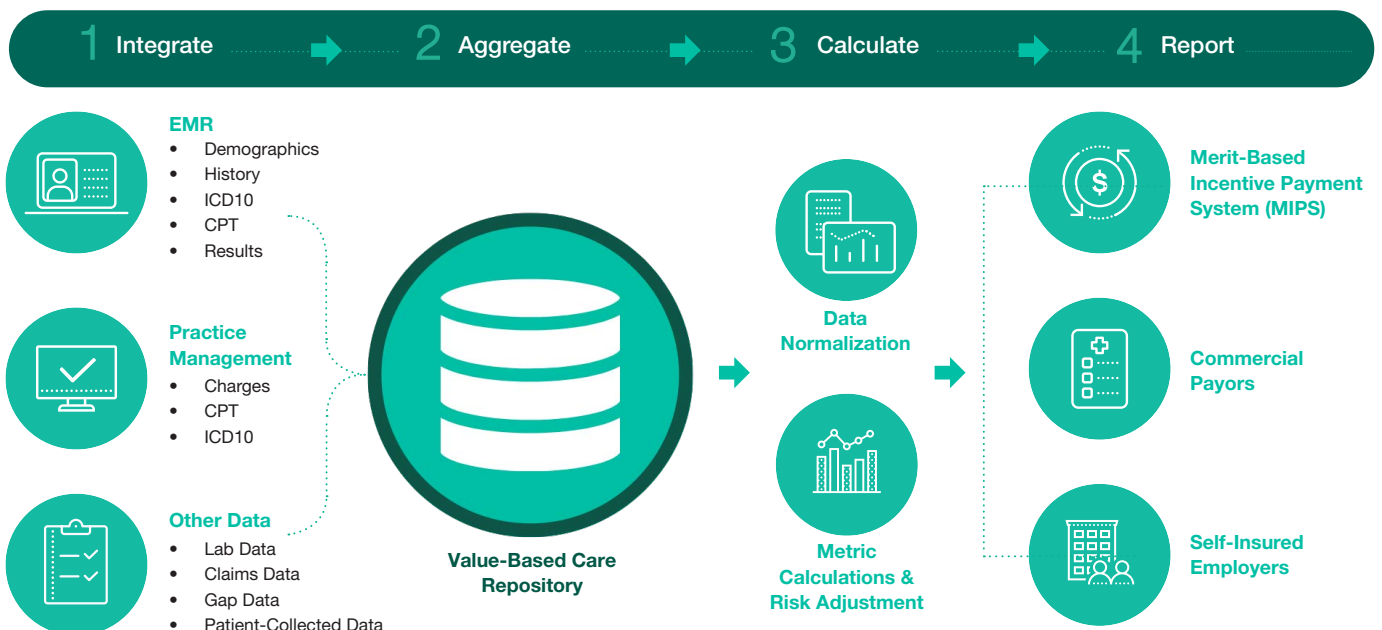 1 Integrate
2 Aggregate
3 Calculate
4 Report
EMR
• Demographics
• History
• ICD10
• CPT
• Results
Practice
Management
• Charges
• CPT
• ICD10
Other Data
• Lab Data
• Claims Data
• Gap Data
• Patient-Collected Data
Value-Based Care
Repository
Data
Normalization
Metric
Calculations &
Risk Adjustment
$
Merit-Based
Incentive Payment
System (MIPS)
Commercial
Payors
Self-Insured
Employers